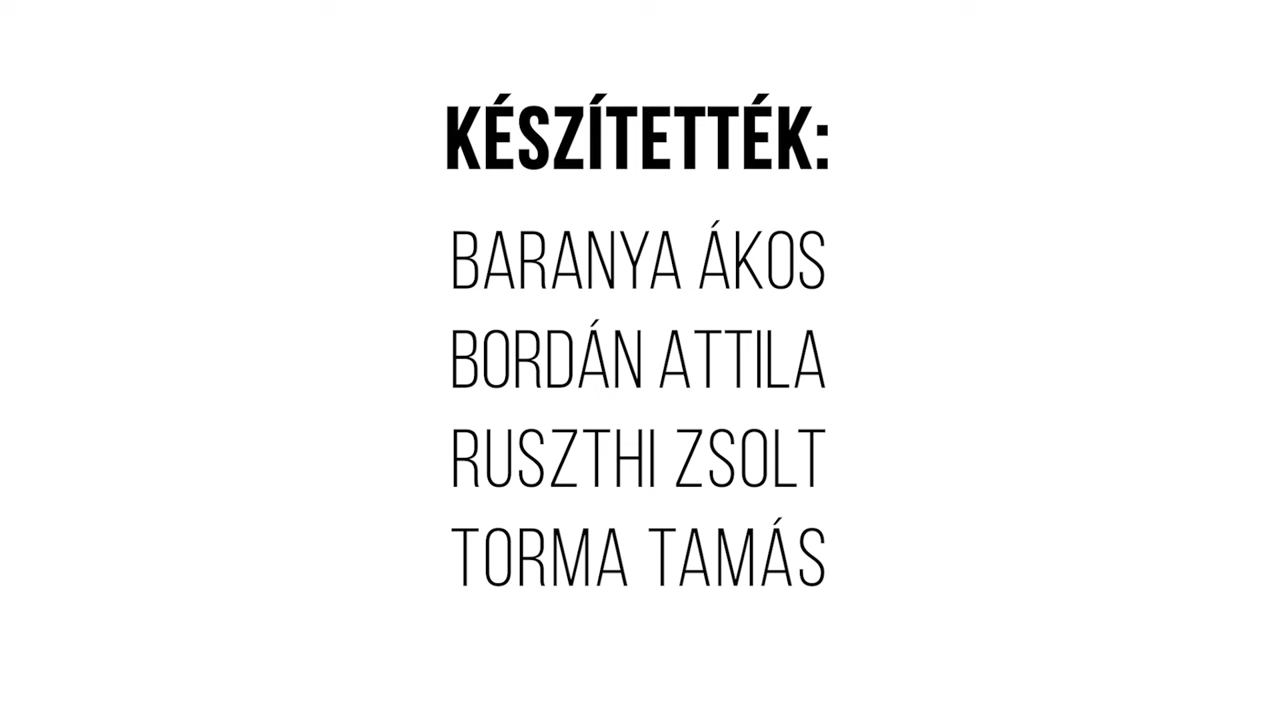 KÉSZÍTETTÉK:
BARANYA ÁKOS
BORDÁN ATTILA
RUSZTHI ZSOLT
TORMA TAMÁS